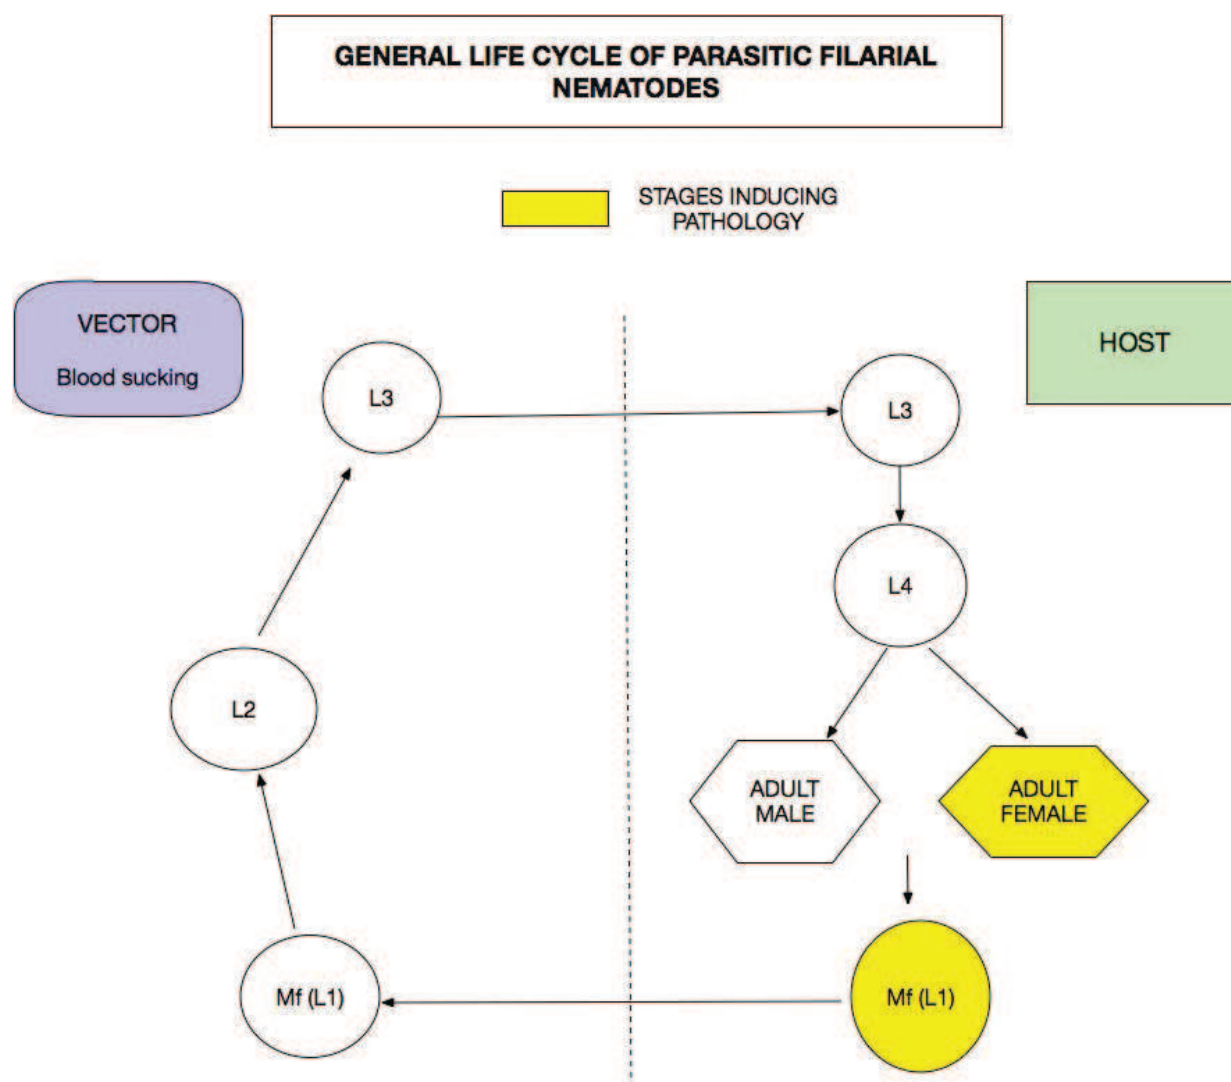 GENERAL LIFE CYCLE OF PARASITIC FILARIAL
NEMATODES
STAGES INDUCING
PATHOLOGY
VECTOR
Blood sucking
HOST
L3
L3
L4
L2
ADULT
MALE
ADULT
FEMALE
Mf (L1)
Mf (L1)